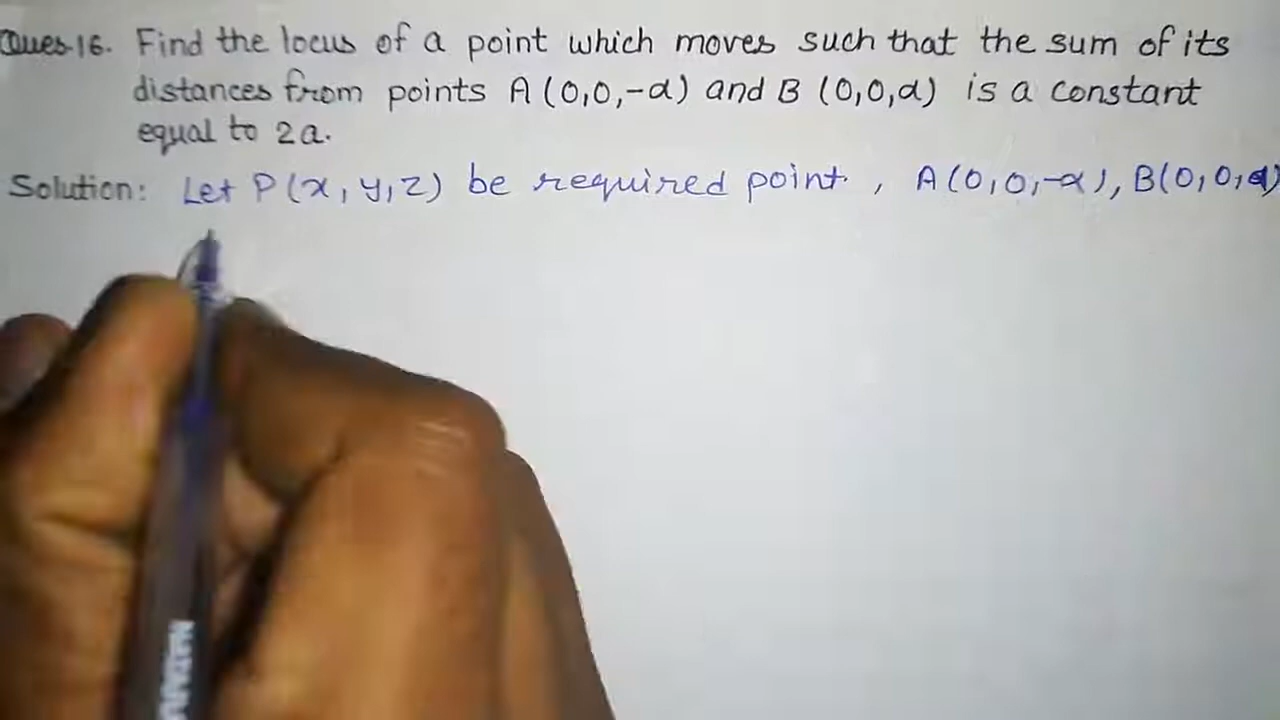 Ques.16. Find the locus of a point which moves such that the sum of its
distances from points A (0,0,-α) and B (0,0,α) is a constant
equal to 2a.
Solution: Let P(x, y, z) be required point, A(0,0,-α), B(0,0,α)